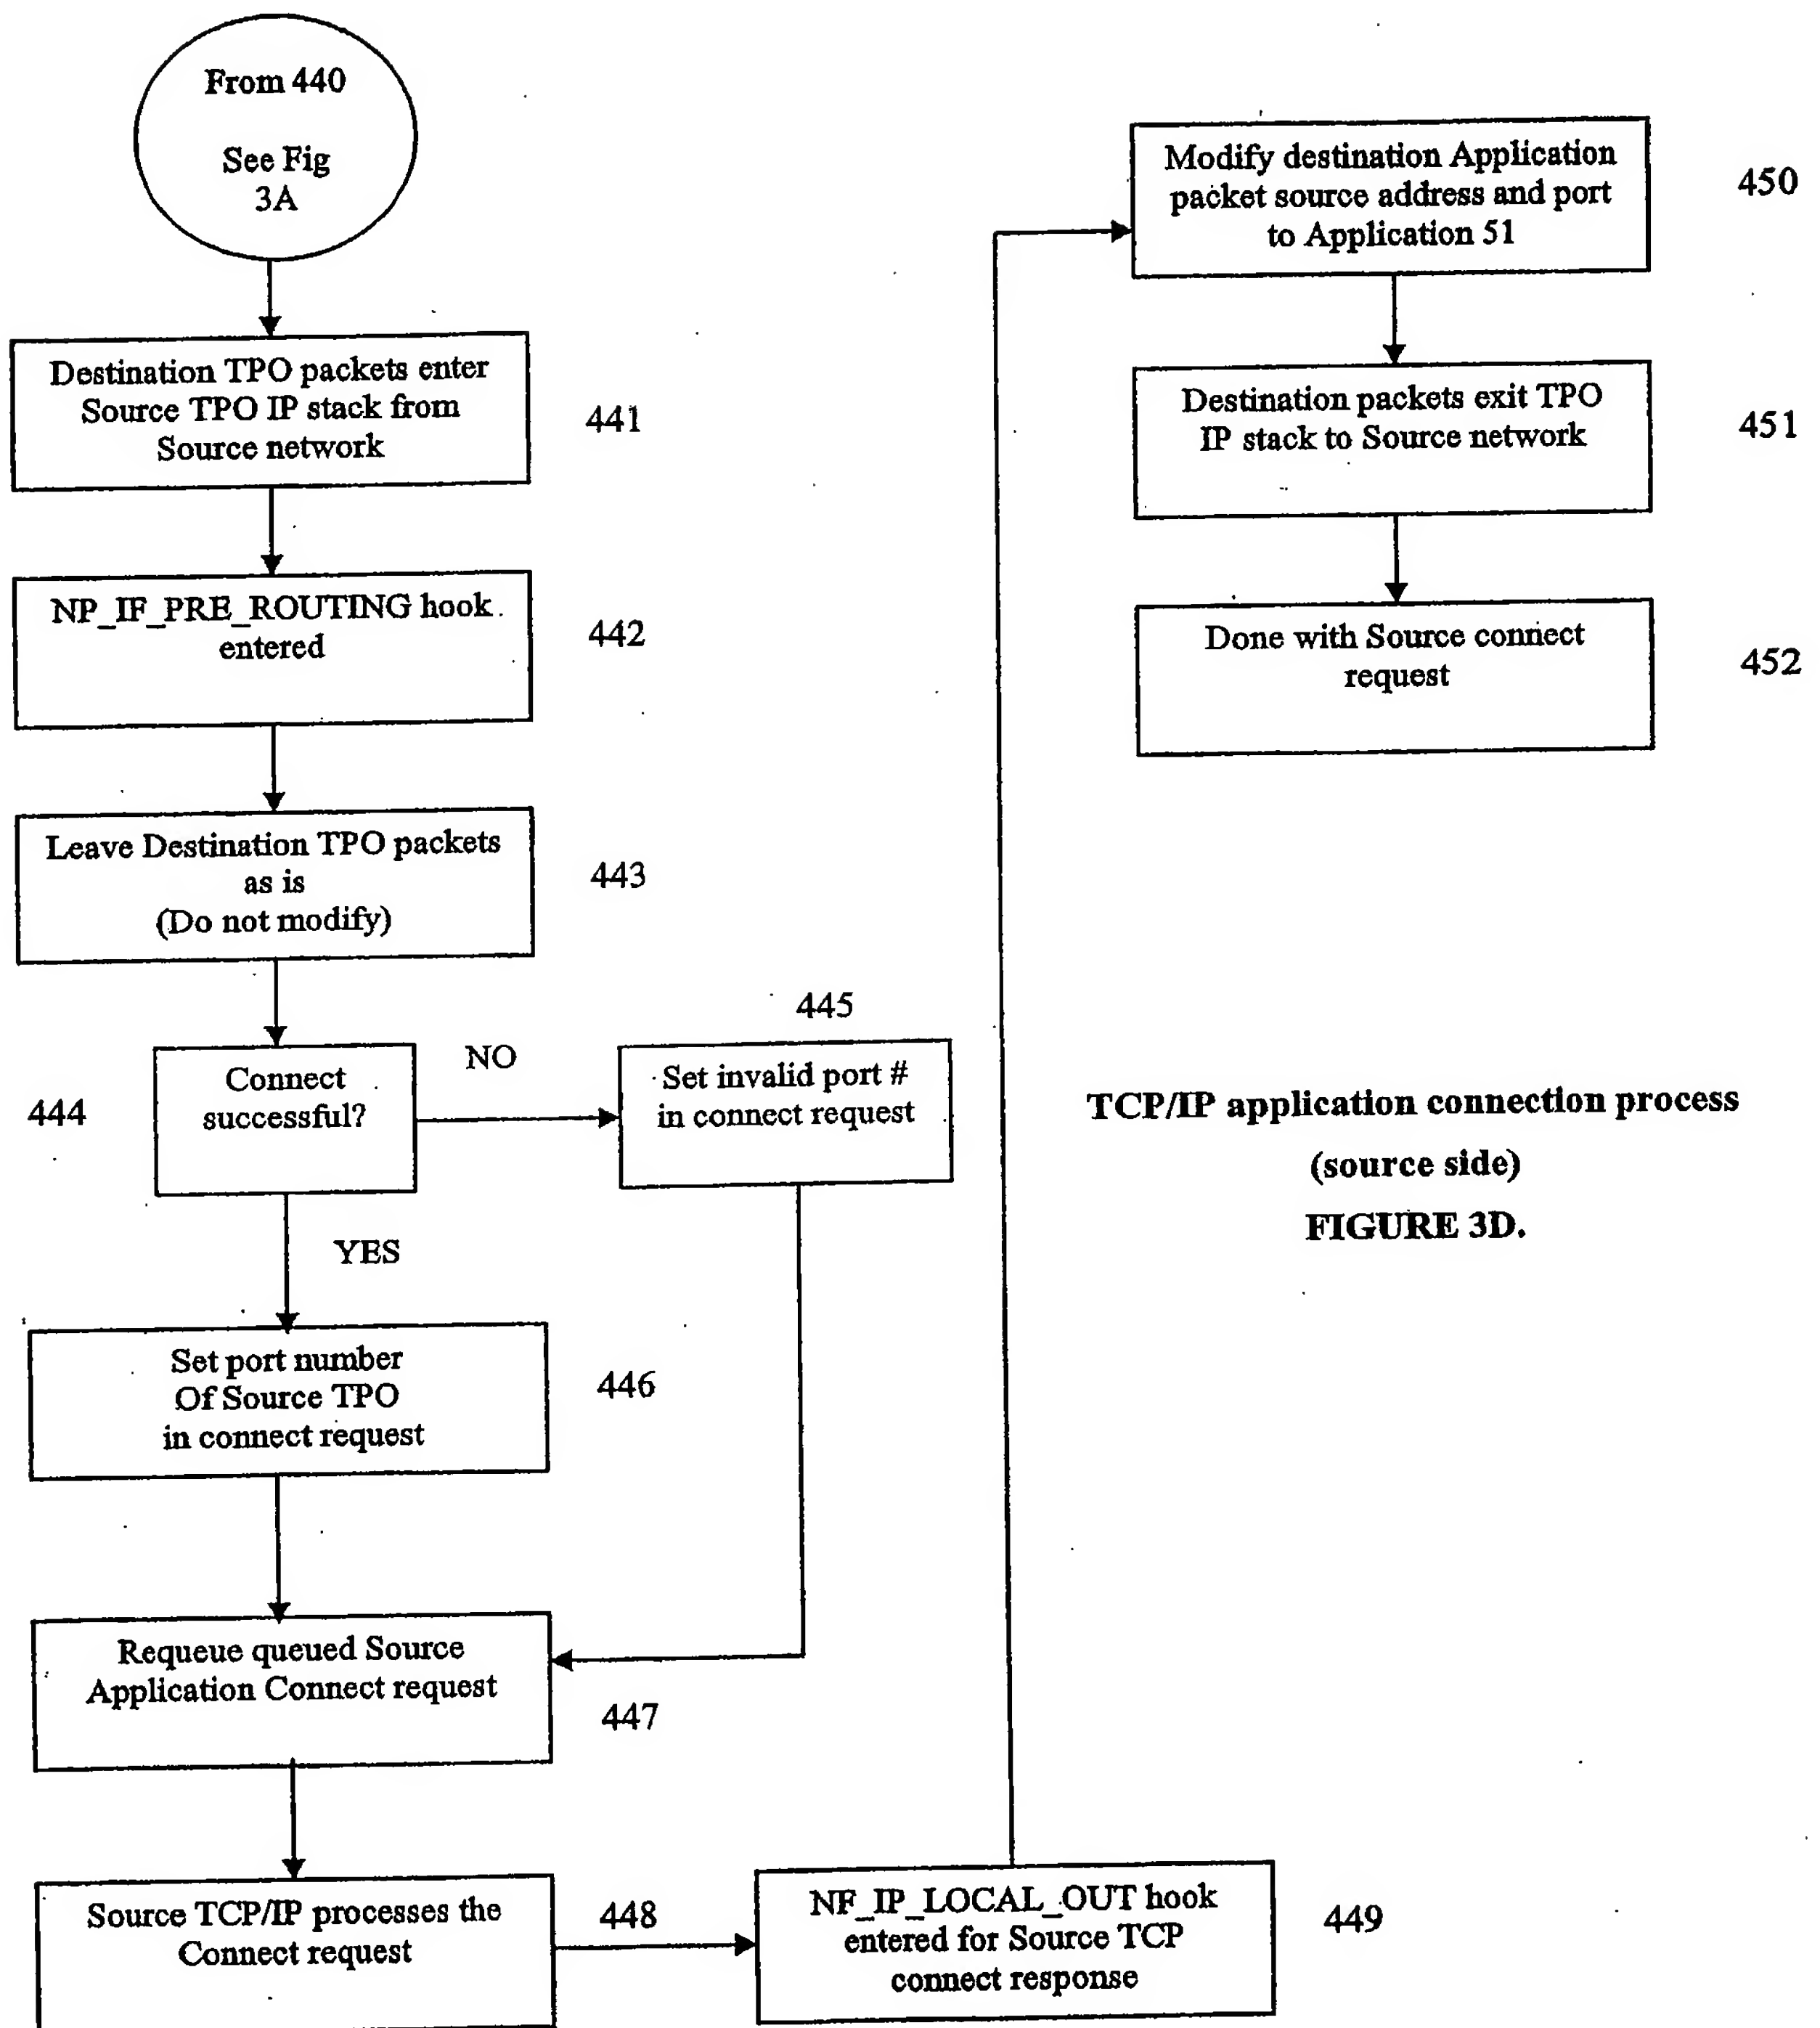 From 440
See Fig
3A
Destination TPO packets enter
Source TPO IP stack from
Source network
441
NP_IF_PRE_ROUTING hook
entered
442
Leave Destination TPO packets
as is
(Do not modify)
443
Connect
successful?
444
NO
445
Set invalid port #
in connect request
YES
Set port number
Of Source TPO
in connect request
446
Requeue queued Source
Application Connect request
447
Source TCP/IP processes the
Connect request
448
NF_IP_LOCAL_OUT hook
entered for Source TCP
connect response
449
Modify destination Application
packet source address and port
to Application 51
450
Destination packets exit TPO
IP stack to Source network
451
Done with Source connect
request
452
TCP/IP application connection process
(source side)
FIGURE 3D.